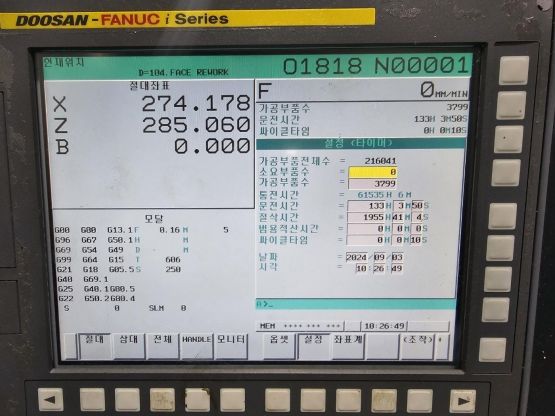 DOOSAN-FANUC i Series
현재위치
O1818 N00001
D=104.FACE REWORK
절대좌표
X 274.178
Z 285.060
B 0.000
F 0 MM/MIN
가공부품수 3799
운전시간 133H 3M50S
싸이클타임 0H 0M10S
설정 (타이머)
가공부품전체수 = 216041
소요부품수 = 0
가공부품수 = 3799
통전시간 = 61535H 6M
운전시간 = 133H 3M50S
절삭시간 = 1955H41M 4S
범용적산시간 = 0H 0M 0S
싸이클타임 = 0H 0M10S
날짜 = 2024/09/03
시각 = 10:26:49
모달
G00 G80 G13.1 F 0.16 M 5
G96 G67 G50.1 H M
G69 G54 D M
G99 G64 G15 T 606
G21 G18 G05.5 S 250
G40 G69.1
G25 G40.1 G80.5
G22 G50.2 G80.4
S 0 SLM 0
A>_
MEM **** *** *** 10:26:49
절대 상대 전체 HANDLE 모니터
옵셋 설정 좌표계 (조작)